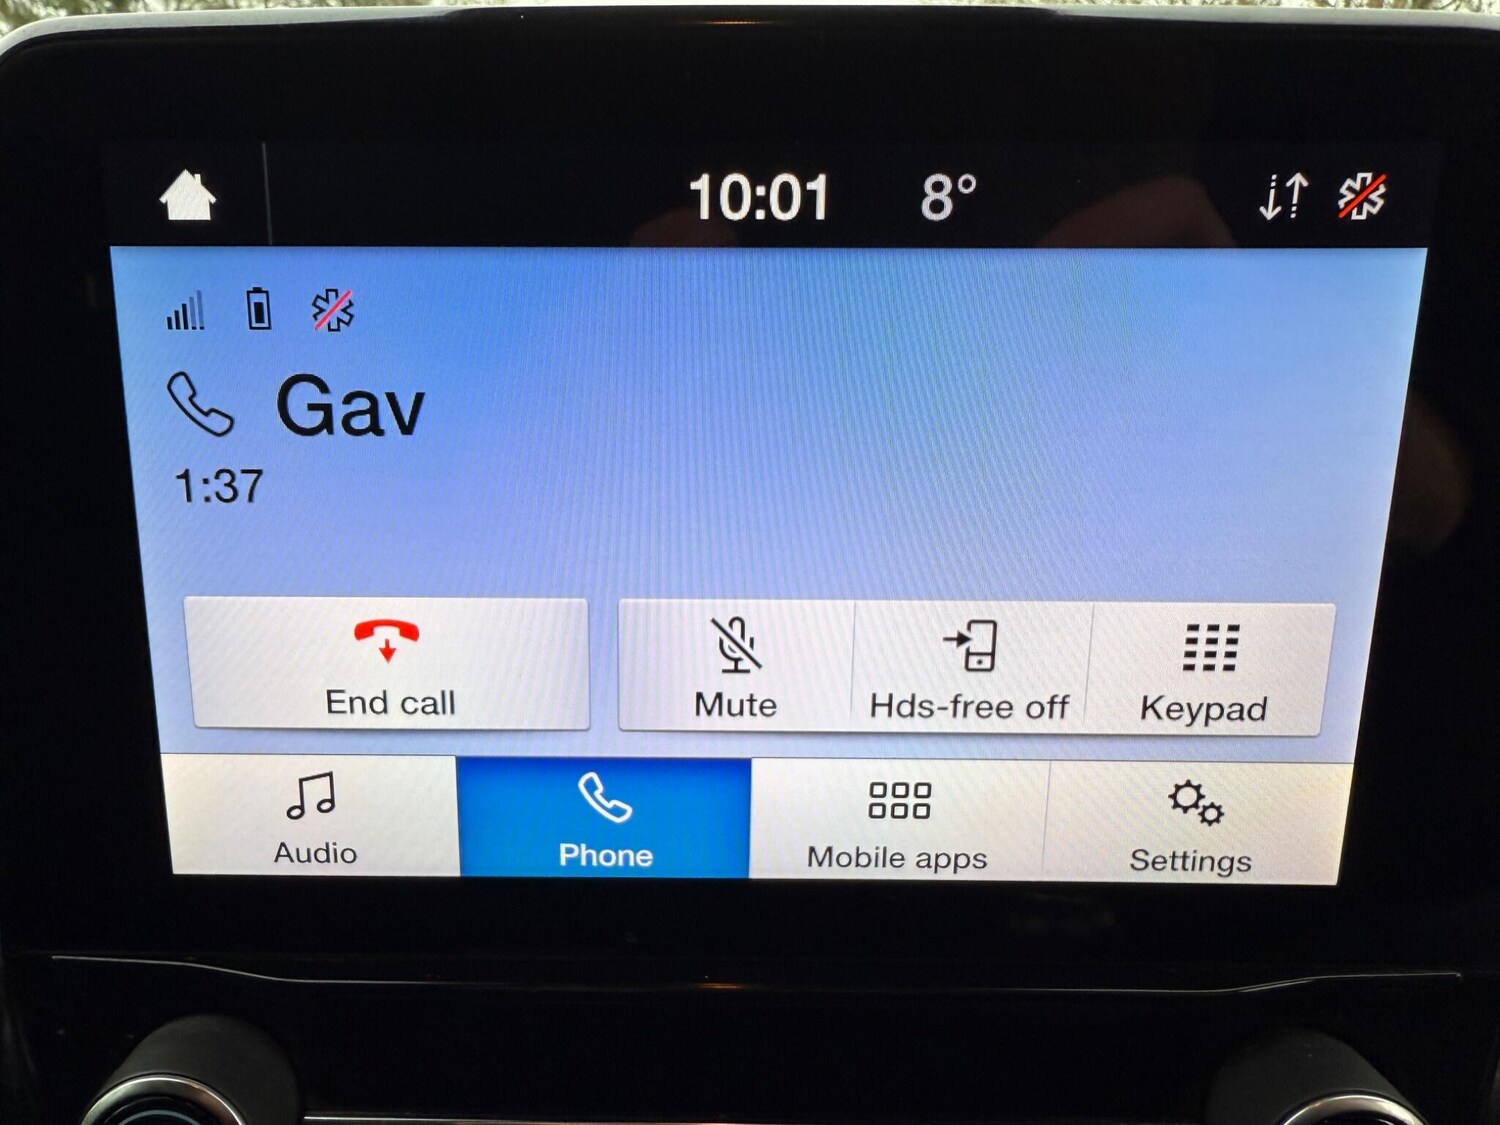 10:01 8°
Gav
1:37
End call Mute Hds-free off Keypad
Audio Phone Mobile apps Settings